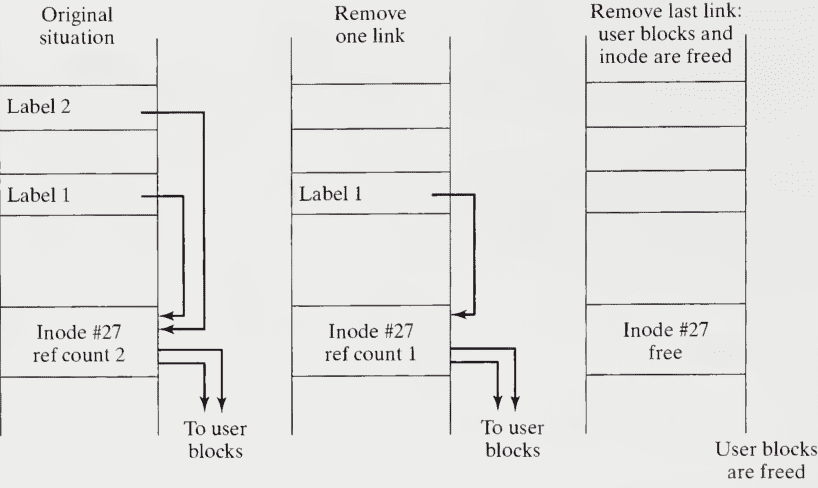 Original
situation
Label 2
Label 1
Inode #27
ref count 2
To user
blocks
Remove
one link
Label 1
Inode #27
ref count 1
To user
blocks
Remove last link:
user blocks and
inode are freed
Inode #27
free
User blocks
are freed